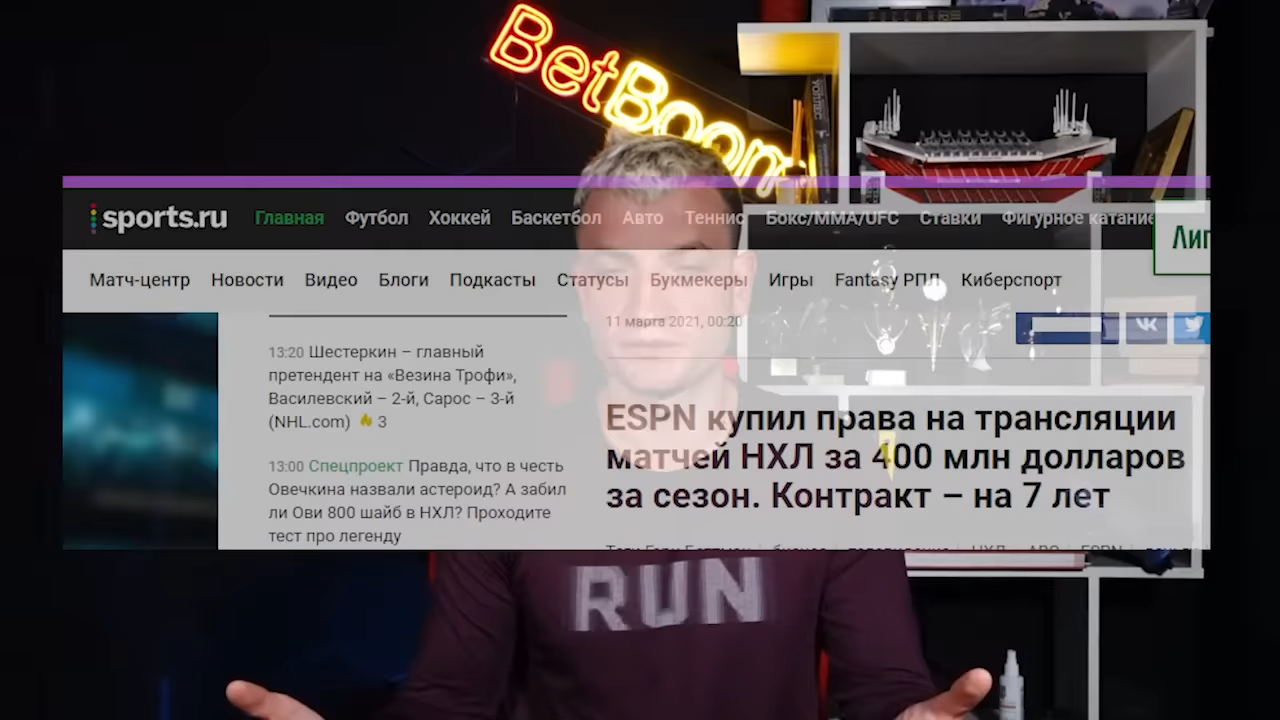 BetBoom
sports.ru Главная Футбол Хоккей Баскетбол Авто Теннис Бокс/MMA/UFC Ставки Фигурное катание
Матч-центр Новости Видео Блоги Подкасты Статусы Букмекеры Игры Fantasy РПЛ Киберспорт
11 марта 2021, 00:20
13:20 Шестеркин – главный
претендент на «Везина Трофи»,
Василевский – 2-й, Сарос – 3-й
(NHL.com) 3
13:00 Спецпроект Правда, что в честь
Овечкина назвали астероид? А забил
ли Ови 800 шайб в НХЛ? Проходите
тест про легенду
ESPN купил права на трансляции
матчей НХЛ за 400 млн долларов
за сезон. Контракт – на 7 лет
RUN